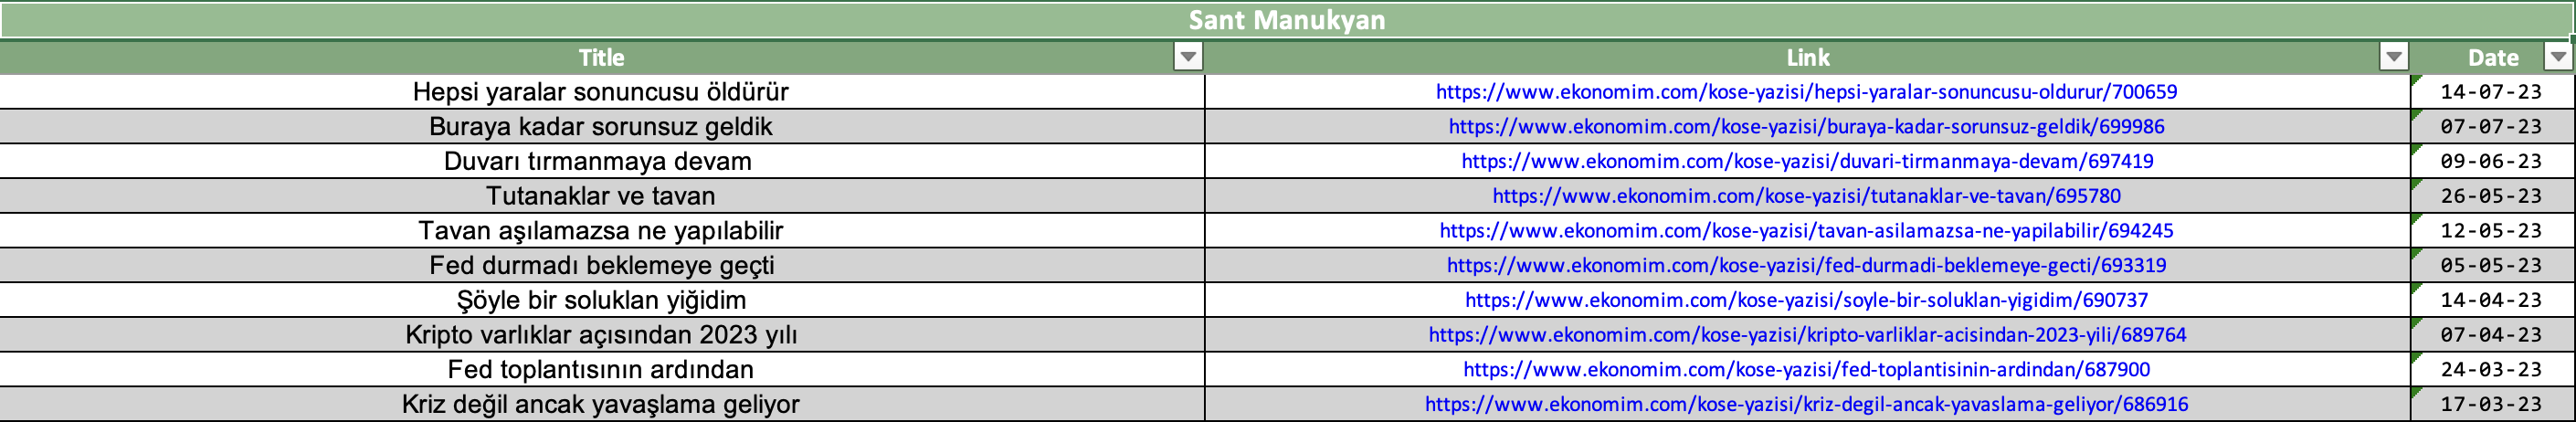 Sant Manukyan
Title Link Date
Hepsi yaralar sonuncusu öldürür https://www.ekonomim.com/kose-yazisi/hepsi-yaralar-sonuncusu-oldurur/700659 14-07-23
Buraya kadar sorunsuz geldik https://www.ekonomim.com/kose-yazisi/buraya-kadar-sorunsuz-geldik/699986 07-07-23
Duvarı tırmanmaya devam https://www.ekonomim.com/kose-yazisi/duvari-tirmanmaya-devam/697419 09-06-23
Tutanaklar ve tavan https://www.ekonomim.com/kose-yazisi/tutanaklar-ve-tavan/695780 26-05-23
Tavan aşılamazsa ne yapılabilir https://www.ekonomim.com/kose-yazisi/tavan-asilamazsa-ne-yapilabilir/694245 12-05-23
Fed durmadı beklemeye geçti https://www.ekonomim.com/kose-yazisi/fed-durmadi-beklemeye-gecti/693319 05-05-23
Şöyle bir soluklan yiğidim https://www.ekonomim.com/kose-yazisi/soyle-bir-soluklan-yigidim/690737 14-04-23
Kripto varlıklar açısından 2023 yılı https://www.ekonomim.com/kose-yazisi/kripto-varliklar-acisindan-2023-yili/689764 07-04-23
Fed toplantısının ardından https://www.ekonomim.com/kose-yazisi/fed-toplantisinin-ardindan/687900 24-03-23
Kriz değil ancak yavaşlama geliyor https://www.ekonomim.com/kose-yazisi/kriz-degil-ancak-yavaslama-geliyor/686916 17-03-23